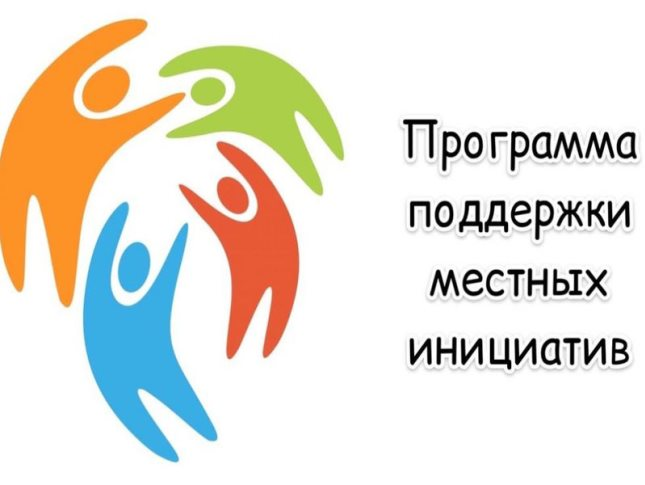 Программа
поддержки
местных
инициатив